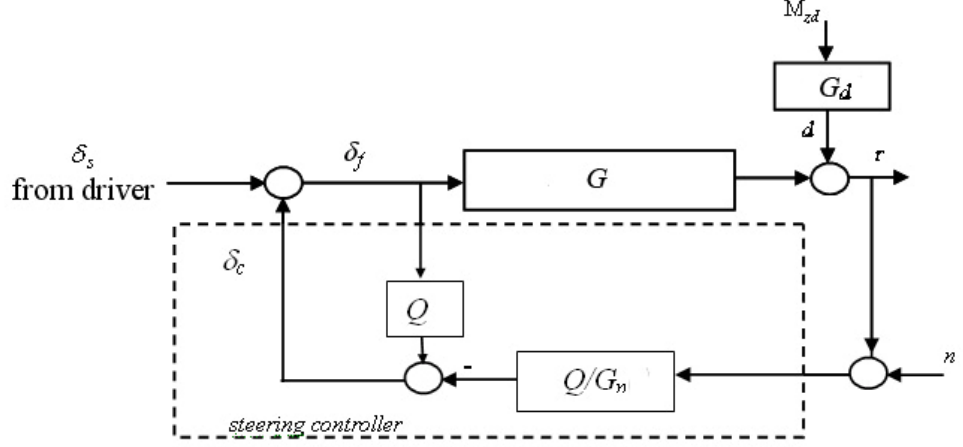 M_zd
G_d
d
δ_s
from driver
δ_f
G
r
δ_c
Q
-
Q/G_n
n
steering controller